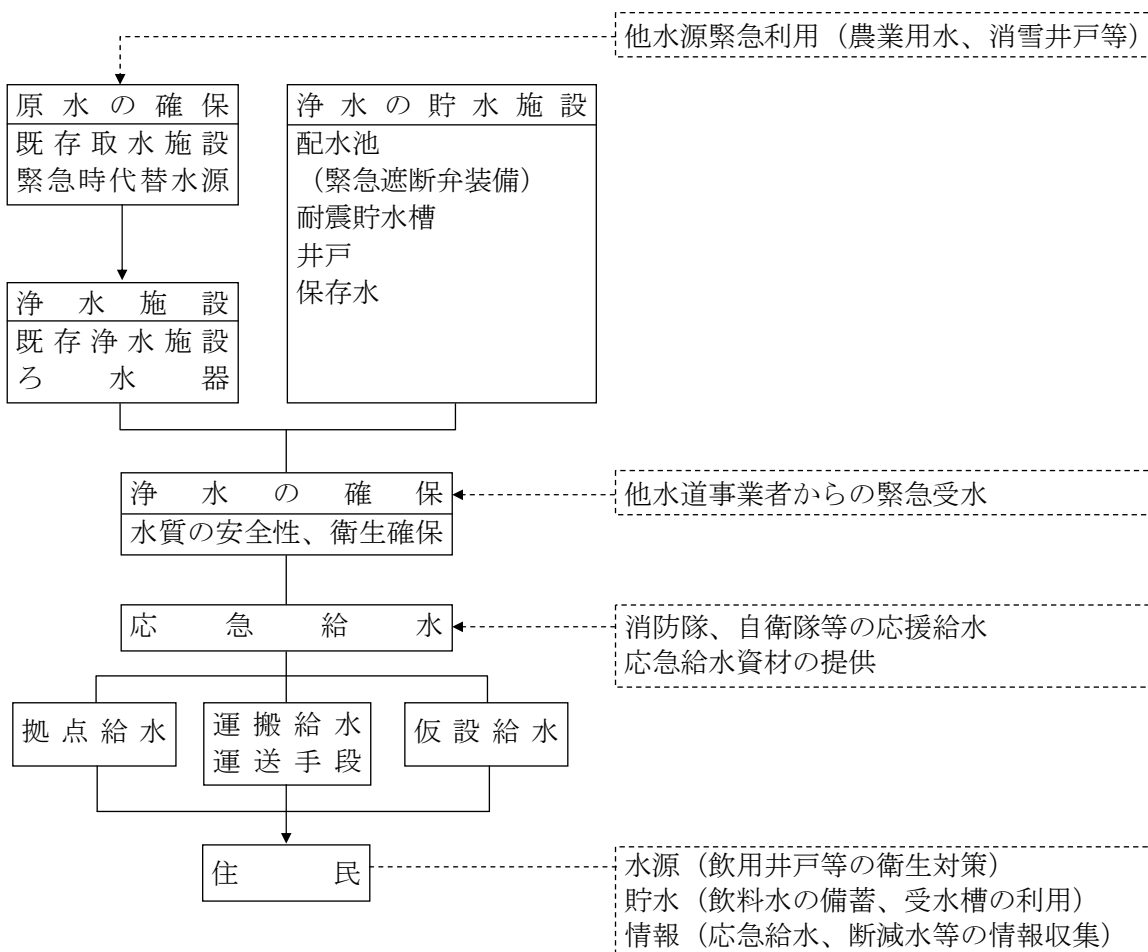 他水源緊急利用（農業用水、消雪井戸等）
原水の確保
既存取水施設
緊急時代替水源
浄水の貯水施設
配水池
（緊急遮断弁装備）
耐震貯水槽
井戸
保存水
浄水施設
既存浄水施設
ろ水器
浄水の確保
水質の安全性、衛生確保
他水道事業者からの緊急受水
応急給水
消防隊、自衛隊等の応援給水
応急給水資材の提供
拠点給水
運搬給水
運送手段
仮設給水
住民
水源（飲用井戸等の衛生対策）
貯水（飲料水の備蓄、受水槽の利用）
情報（応急給水、断減水等の情報収集）